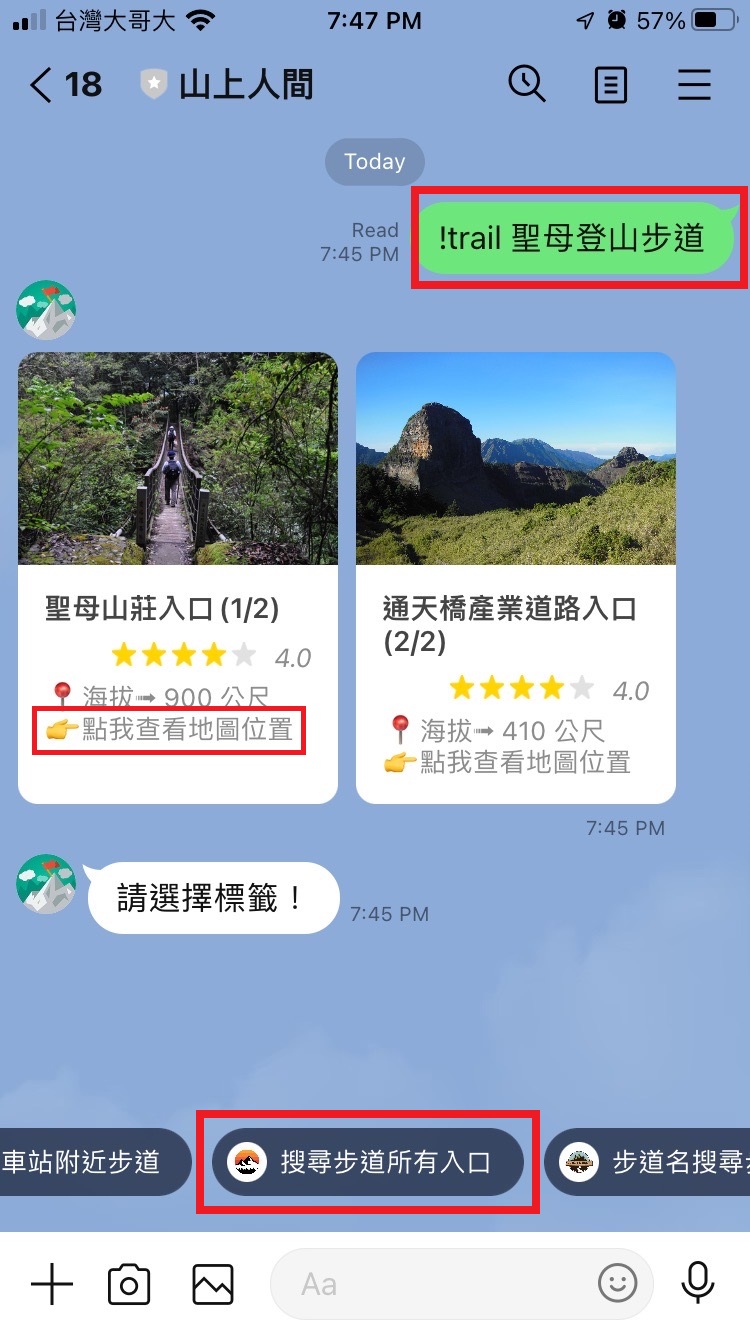 台灣大哥大 7:47 PM 57%
18 山上人間
Today
!trail 聖母登山步道
Read
7:45 PM
聖母山莊入口 (1/2)
4.0
📍 海拔➟ 900 公尺
👉點我查看地圖位置
通天橋產業道路入口
(2/2)
4.0
📍 海拔➟ 410 公尺
👉點我查看地圖位置
7:45 PM
請選擇標籤！
7:45 PM
車站附近步道
搜尋步道所有入口
步道名搜尋
Aa